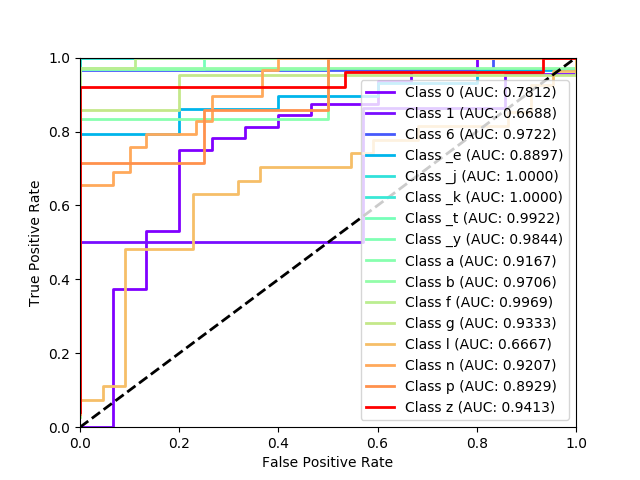 1.0
0.8
0.6
0.4
0.2
0.0
True Positive Rate
Class 0 (AUC: 0.7812)
Class 1 (AUC: 0.6688)
Class 6 (AUC: 0.9722)
Class _e (AUC: 0.8897)
Class _j (AUC: 1.0000)
Class _k (AUC: 1.0000)
Class _t (AUC: 0.9922)
Class _y (AUC: 0.9844)
Class a (AUC: 0.9167)
Class b (AUC: 0.9706)
Class f (AUC: 0.9969)
Class g (AUC: 0.9333)
Class l (AUC: 0.6667)
Class n (AUC: 0.9207)
Class p (AUC: 0.8929)
Class z (AUC: 0.9413)
0.0 0.2 0.4 0.6 0.8 1.0
False Positive Rate